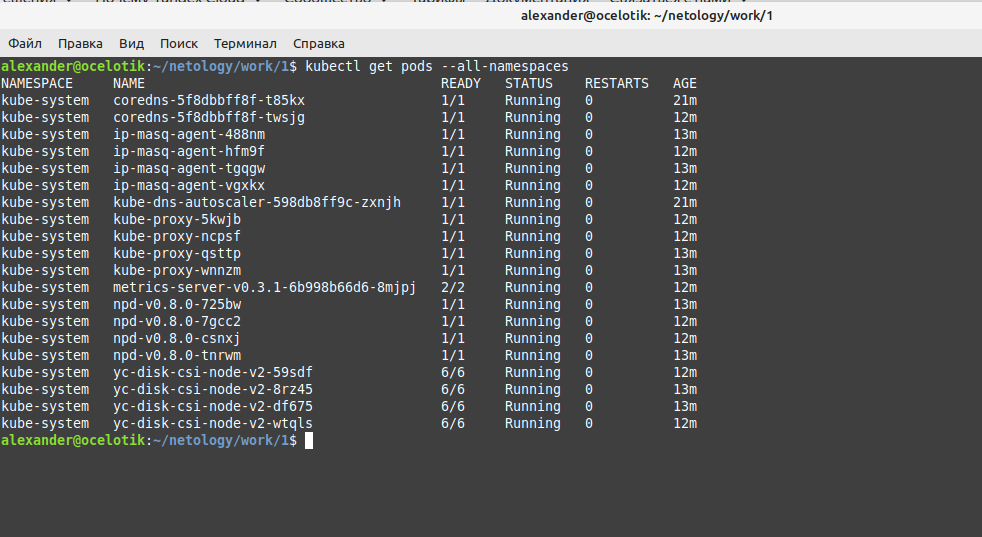 alexander@ocelotik: ~/netology/work/1
Файл Правка Вид Поиск Терминал Справка
alexander@ocelotik:~/netology/work/1$ kubectl get pods --all-namespaces
NAMESPACE NAME READY STATUS RESTARTS AGE
kube-system coredns-5f8dbbff8f-t85kx 1/1 Running 0 21m
kube-system coredns-5f8dbbff8f-twsjg 1/1 Running 0 12m
kube-system ip-masq-agent-488nm 1/1 Running 0 13m
kube-system ip-masq-agent-hfm9f 1/1 Running 0 12m
kube-system ip-masq-agent-tgqgw 1/1 Running 0 13m
kube-system ip-masq-agent-vgxkx 1/1 Running 0 12m
kube-system kube-dns-autoscaler-598db8ff9c-zxnjh 1/1 Running 0 21m
kube-system kube-proxy-5kwjb 1/1 Running 0 12m
kube-system kube-proxy-ncpsf 1/1 Running 0 12m
kube-system kube-proxy-qsttp 1/1 Running 0 13m
kube-system kube-proxy-wnnzm 1/1 Running 0 13m
kube-system metrics-server-v0.3.1-6b998b66d6-8mjpj 2/2 Running 0 12m
kube-system npd-v0.8.0-725bw 1/1 Running 0 13m
kube-system npd-v0.8.0-7gcc2 1/1 Running 0 12m
kube-system npd-v0.8.0-csnxj 1/1 Running 0 12m
kube-system npd-v0.8.0-tnrwm 1/1 Running 0 13m
kube-system yc-disk-csi-node-v2-59sdf 6/6 Running 0 12m
kube-system yc-disk-csi-node-v2-8rz45 6/6 Running 0 13m
kube-system yc-disk-csi-node-v2-df675 6/6 Running 0 13m
kube-system yc-disk-csi-node-v2-wtqls 6/6 Running 0 12m
alexander@ocelotik:~/netology/work/1$